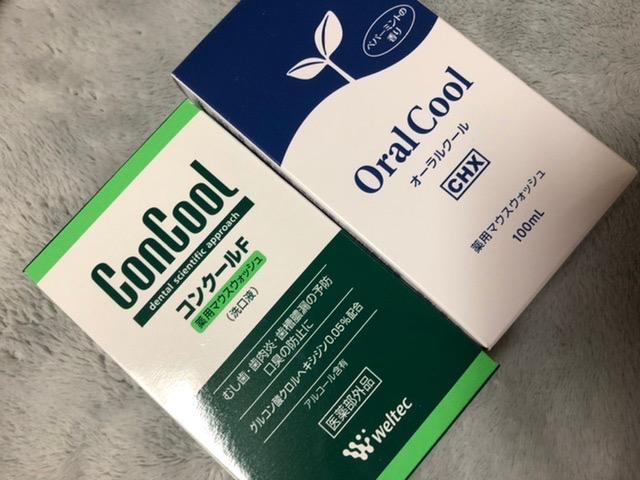 ペパーミントの
香り
Oral Cool
オーラルクール
CHX
薬用マウスウォッシュ
100mL
ConCool
dental scientific approach
コンクールF
薬用マウスウォッシュ
(洗口液)
むし歯・歯肉炎・歯槽膿漏の予防
口臭の防止に
グルコン酸クロルヘキシジン0.05%配合
アルコール含有
医薬部外品
weltec